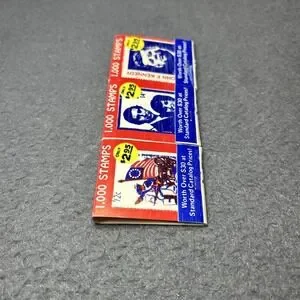 1,000 STAMPS
ONLY
$2.95
JOHN F. KENNEDY
Worth Over $30 at
Standard Catalog Prices!
1,000 STAMPS
ONLY
$2.95
Worth Over $30 at
Standard Catalog Prices!
1,000 STAMPS
ONLY
$2.95
Worth Over $30 at
Standard Catalog Prices!